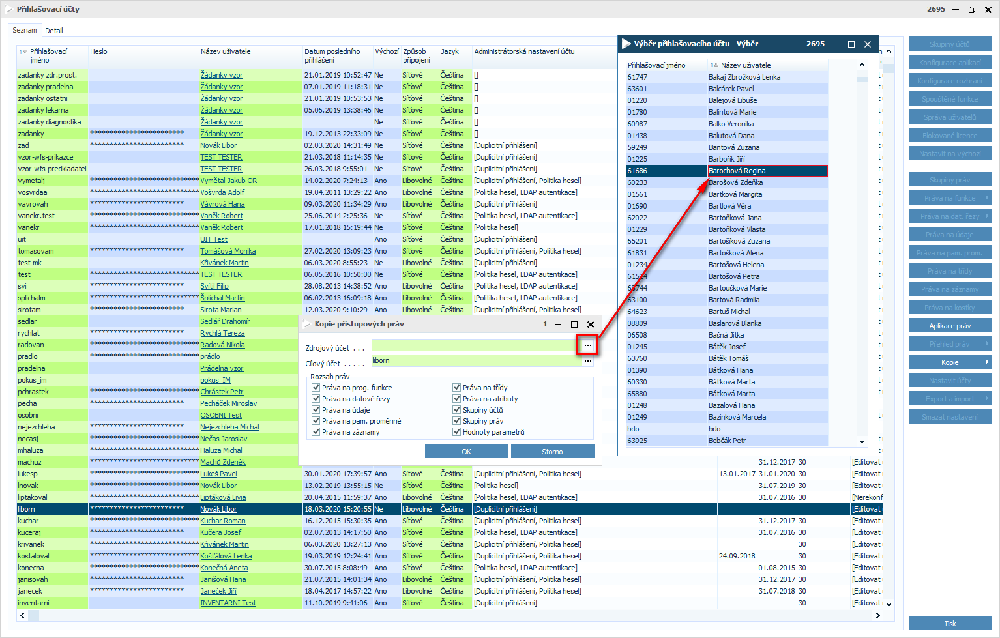 Přihlašovací účty 2695
Seznam Detail
Přihlašovací jméno Heslo Název uživatele Datum posledního přihlášení Výchozí Způsob připojení Jazyk Administrátorská nastavení účtu
zadanky zdr.prost. Žádanky vzor 21.01.2019 10:52:47 Ne Síťové Čeština []
zadanky pradelna Žádanky vzor 07.01.2019 11:18:31 Ne Síťové Čeština []
zadanky ostatni Žádanky vzor 21.01.2019 10:53:53 Ne Síťové Čeština []
zadanky lekarna Žádanky vzor 05.06.2019 13:38:46 Ne Síťové Čeština []
zadanky diagnostika Žádanky vzor Ne Síťové Čeština []
zadanky ************************ Žádanky vzor 19.12.2013 22:33:09 Ne Síťové Čeština []
zad ************************ Novák Libor 02.03.2020 14:31:49 Ne Síťové Čeština [Duplicitní přihlášení]
vzor-wfs-prikazce TEST TESTER 21.03.2018 11:14:35 Ne Síťové Čeština [Duplicitní přihlášení]
vzor-wfs-predkladatel TEST TESTER 26.03.2018 9:55:01 Ne Síťové Čeština [Duplicitní přihlášení]
vymetalj **************************** Vymětal Jakub OR 14.02.2020 7:24:13 Ano Libovolné Čeština [Duplicitní přihlášení, Politika hesel]
vosvrdaa **************************** Vošvrda Adolf 19.04.2011 13:29:22 Ano Libovolné Čeština [Politika hesel, LDAP autentikace]
vavrovah ************************ Vávrová Hana 09.03.2020 11:34:29 Ano Libovolné Čeština [Duplicitní přihlášení]
vanekr.test **************************** Vaněk Robert 25.06.2014 2:25:36 Ne Síťové Čeština [Politika hesel, LDAP autentikace]
vanekr **************************** Vaněk Robert 17.01.2018 15:19:44 Ne Síťové Čeština [Politika hesel]
uit UIT Test Ano Síťové Čeština [Duplicitní přihlášení]
tomasovam ************************ Tomášová Monika 27.02.2020 13:09:23 Ano Síťové Čeština [Duplicitní přihlášení, Politika hesel]
test-mk Křivánek Martin 06.03.2020 8:55:23 Ne Libovolné Čeština [Duplicitní přihlášení]
test **************************** TEST TESTER 06.05.2016 10:50:00 Ne Síťové Čeština [Politika hesel, LDAP autentikace]
svi ************************ Svítil Filip 28.08.2013 14:38:52 Ano Libovolné Čeština [Politika hesel, LDAP autentikace]
splichalm **************************** Šplíchal Martin 06.02.2013 16:09:18 Ano Libovolné Čeština [Politika hesel, LDAP autentikace]
sirotam ************************ Sirota Marian 12.03.2020 9:10:29 Ano Libovolné Čeština [Duplicitní přihlášení, Politika hesel]
sedlar Sedlář Drahomír
rychlat ************************ Rychlá Tereza
radovan **************************** Radová Nikola
pradlo **************************** prádlo
pradelna Prádelna vzor
pokus_im pokus_IM
pchrastek **************************** Chrástek Petr
pecha ************************ Pecháček Miroslav
osobni OSOBNI Test
nejezchleba ************************ Nejezchleba Michal
necasj **************************** Nečas Jaroslav
mhaluza **************************** Haluza Michal
machuz **************************** Machů Zdeněk 31.12.2017 30 [Editovat
lukesp **************************** Lukeš Pavel 30.01.2020 17:39:57 Ano Síťové Čeština [Duplicitní přihlášení, Politika hesel] 13.01.2017 31.01.2020 30 [Editovat
lnovak **************************** Novák Libor 13.02.2019 13:55:15 Ne Síťové Čeština [Politika hesel] 31.07.2019 30 [Editovat
liptakoval **************************** Liptáková Livia 20.04.2015 11:59:37 Ano Libovolné Čeština [Politika hesel, LDAP autentikace] 31.07.2016 30 [Nerekonf
liborn ************************ Novák Libor 18.03.2020 15:20:55 Ne Libovolné Čeština [Duplicitní přihlášení] [Editovat
kuchar **************************** Kuchar Roman 16.12.2015 15:30:35 Ano Síťové Čeština [Duplicitní přihlášení, Politika hesel] 31.12.2017 30 [Editovat
kuceraj ************************ Kučera Josef 02.07.2013 14:17:50 Ano Síťové Čeština [Politika hesel, LDAP autentikace] 31.07.2016 30 [Editovat
krivanek **************************** Křivánek Martin 06.03.2020 13:27:13 Ano Síťové Čeština [Duplicitní přihlášení, Politika hesel] 30 [Editovat
kostaloval **************************** Košťálová Lenka 19.03.2019 12:24:41 Ano Síťové Čeština [Duplicitní přihlášení, Politika hesel] 24.09.2018 30 [Editovat
konecna **************************** Konečná Aneta 30.07.2015 8:08:49 Ano Síťové Čeština [Politika hesel, LDAP autentikace] 01.08.2015 30 [Editovat
janisovah ************************ Janišová Hana 21.07.2015 14:01:34 Ano Libovolné Čeština [Duplicitní přihlášení, Politika hesel] 31.12.2017 30 [Editovat
janecek ************************ Janeček Jiří 18.04.2017 14:57:22 Ano Libovolné Čeština [Duplicitní přihlášení, Politika hesel] 31.07.2018 30 [Editovat
inventarni INVENTARNI Test 11.10.2019 9:41:06 Ano Síťové Čeština [Duplicitní přihlášení] 30 [Editovat
Kopie přístupových práv 1
Zdrojový účet . . . ...
Cílový účet . . . . . liborn ...
Rozsah práv
Práva na prog. funkce Práva na třídy
Práva na datové řezy Práva na atributy
Práva na údaje Skupiny účtů
Práva na pam. proměnné Skupiny práv
Práva na záznamy Hodnoty parametrů
OK Storno
Výběr přihlašovacího účtu - Výběr 2695
Přihlašovací jméno Název uživatele
61747 Bakaj Zbrožková Lenka
63601 Balcárek Pavel
01220 Balejová Libuše
01780 Balintová Marie
60987 Balko Veronika
01438 Balutová Dana
59249 Bantová Zuzana
01225 Barbořík Jiří
61686 Barochová Regina
60233 Barošová Zdeňka
01561 Bartková Margita
01690 Bartlová Věra
62022 Bartoňková Jana
01229 Bartoňková Vlasta
65201 Bartošíková Zuzana
61831 Bartošková Alena
01234 Bartošová Helena
61524 Bartošová Petra
63744 Bartoušková Marie
63100 Bartová Radmila
64623 Bartuš Michal
08809 Baslarová Blanka
06508 Bašná Jitka
01245 Bátěk Josef
63760 Bátěk Tomáš
01390 Báťková Hana
60330 Báťková Marta
65880 Báťková Marta
01248 Bazalová Hana
01249 Bazinková Marcela
bdo bdo
63925 Bebčák Petr
Skupiny účtů
Konfigurace aplikací
Konfigurace rozhraní
Spouštěné funkce
Správa uživatelů
Blokované licence
Nastavit na výchozí
Skupiny práv
Práva na funkce
Práva na dat. řezy
Práva na údaje
Práva na pam. prom.
Práva na třídy
Práva na záznamy
Práva na kostky
Aplikace práv
Přehled práv
Kopie
Nastavit účty
Export a import
Smazat nastavení
Tisk